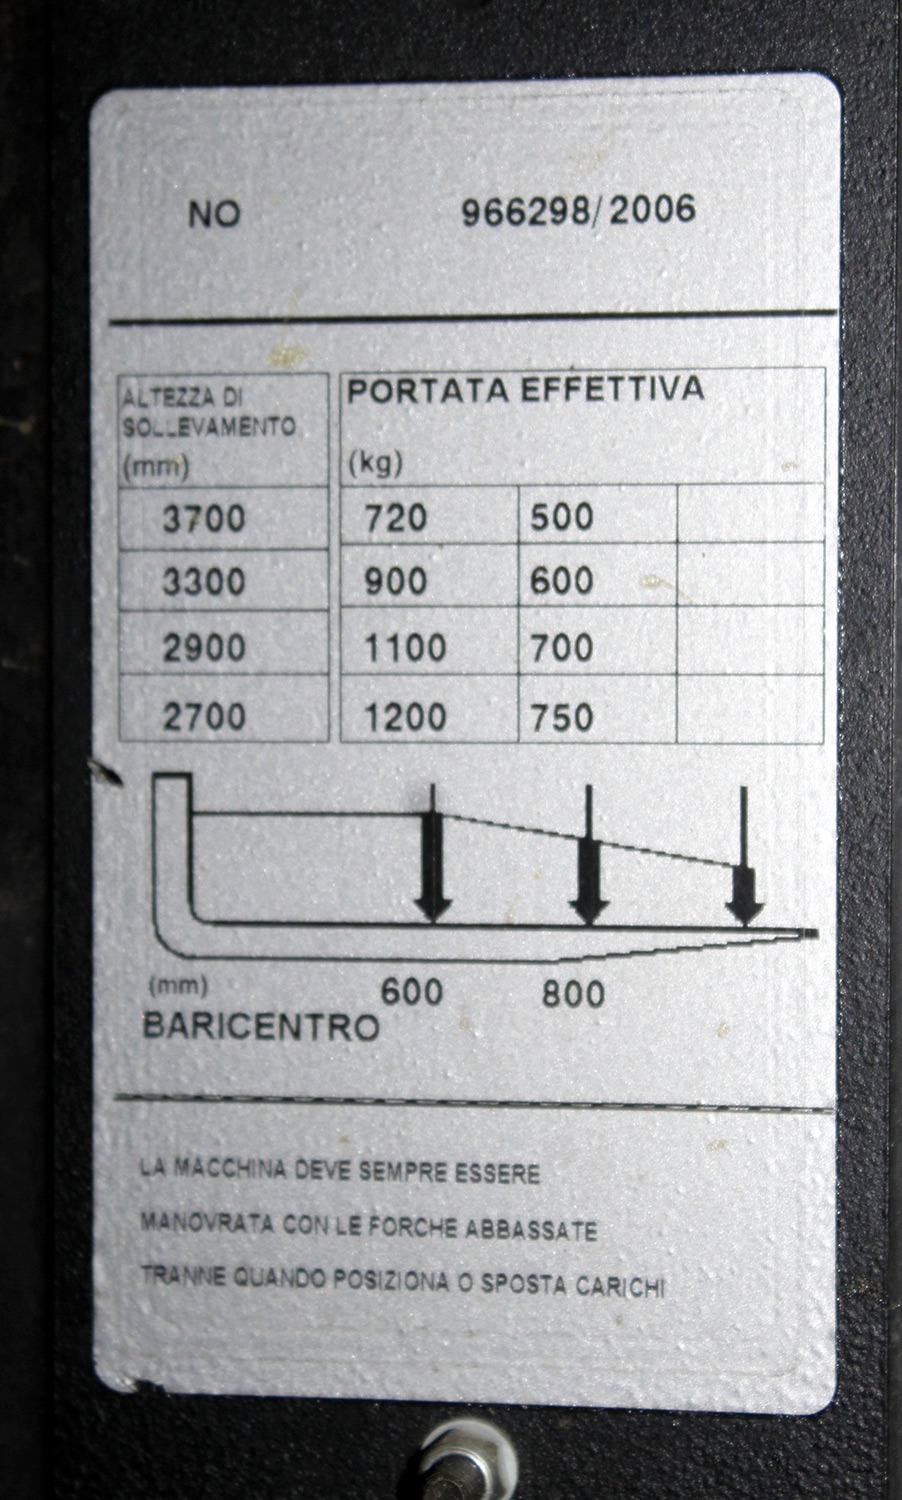 NO 966298/2006
ALTEZZA DI
SOLLEVAMENTO
(mm)
PORTATA EFFETTIVA
(kg)
3700 720 500
3300 900 600
2900 1100 700
2700 1200 750
(mm) 600 800
BARICENTRO
LA MACCHINA DEVE SEMPRE ESSERE
MANOVRATA CON LE FORCHE ABBASSATE
TRANNE QUANDO POSIZIONA O SPOSTA CARICHI